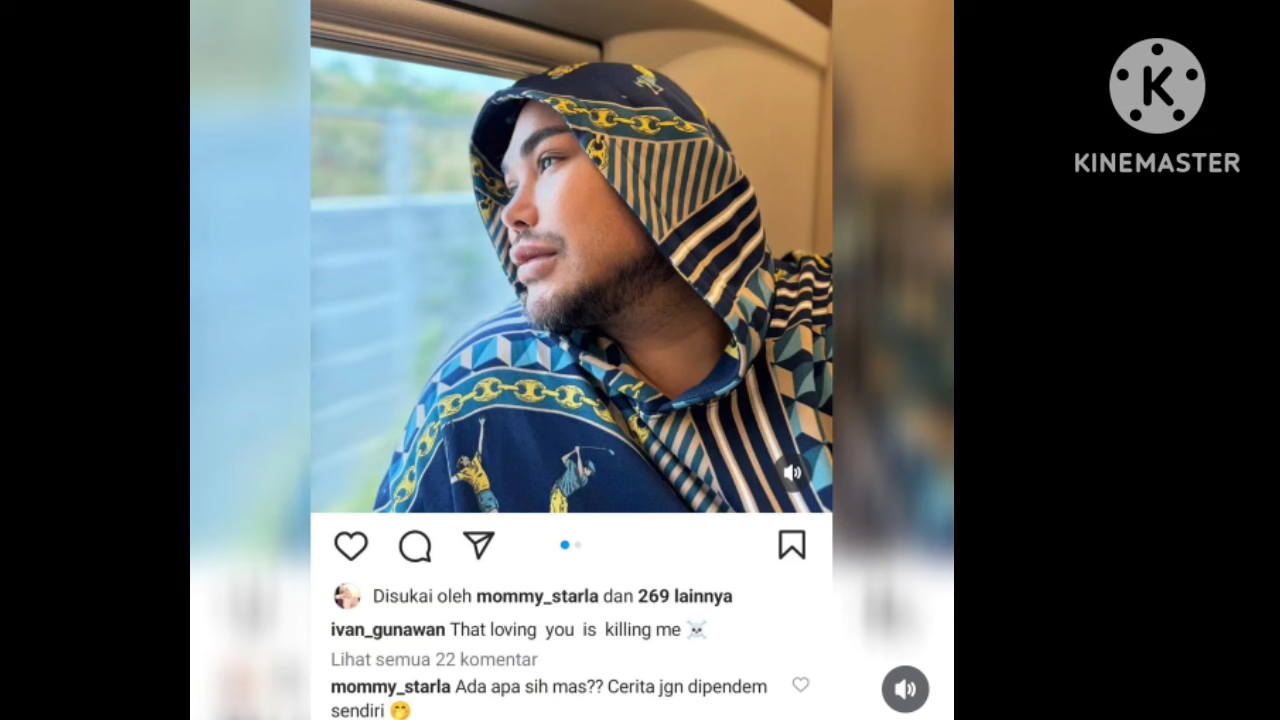 KINEMASTER
Disukai oleh mommy_starla dan 269 lainnya
ivan_gunawan That loving you is killing me ☠️
Lihat semua 22 komentar
mommy_starla Ada apa sih mas?? Cerita jgn dipendem
sendiri 🤭